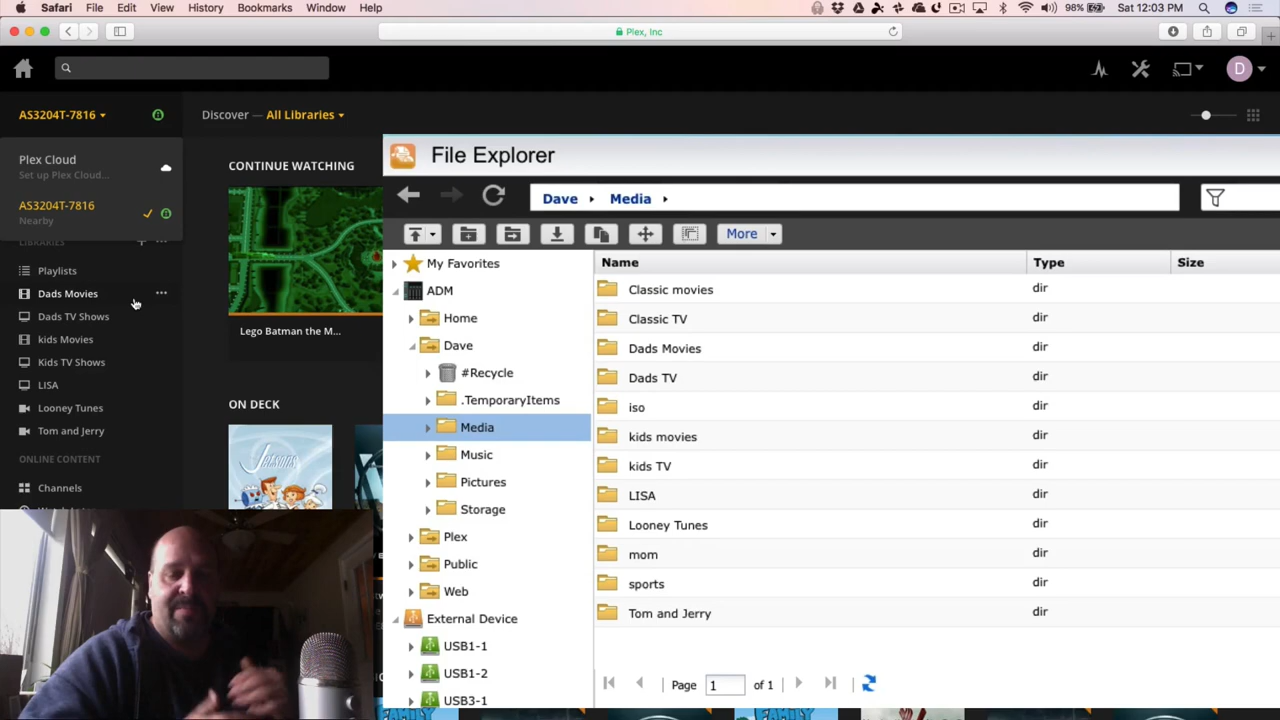 Safari File Edit View History Bookmarks Window Help
98% Sat 12:03 PM
Plex, Inc
AS3204T-7816
Discover — All Libraries
D
Plex Cloud
Set up Plex Cloud...
AS3204T-7816
Nearby
LIBRARIES
Playlists
Dads Movies
Dads TV Shows
kids Movies
Kids TV Shows
LISA
Looney Tunes
Tom and Jerry
ONLINE CONTENT
Channels
CONTINUE WATCHING
Lego Batman the M...
ON DECK
Jetsons
File Explorer
Dave Media
More
My Favorites
ADM
Home
Dave
#Recycle
.TemporaryItems
Media
Music
Pictures
Storage
Plex
Public
Web
External Device
USB1-1
USB1-2
USB3-1
Name Type Size
Classic movies dir
Classic TV dir
Dads Movies dir
Dads TV dir
iso dir
kids movies dir
kids TV dir
LISA dir
Looney Tunes dir
mom dir
sports dir
Tom and Jerry dir
Page 1 of 1
FAMILY